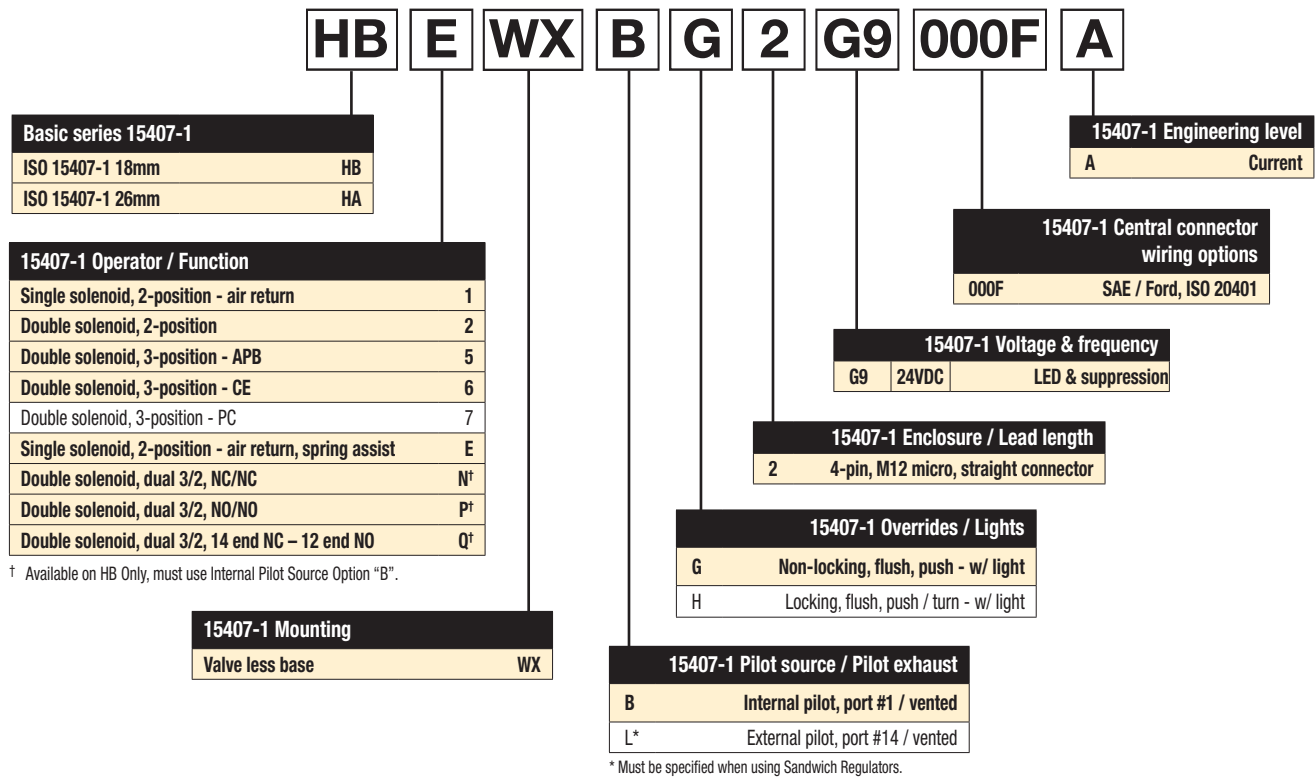 HB E WX B G 2 G9 000F A
Basic series 15407-1
ISO 15407-1 18mm HB
ISO 15407-1 26mm HA
15407-1 Engineering level
A Current
15407-1 Central connector
wiring options
000F SAE / Ford, ISO 20401
15407-1 Operator / Function
Single solenoid, 2-position - air return 1
Double solenoid, 2-position 2
Double solenoid, 3-position - APB 5
Double solenoid, 3-position - CE 6
Double solenoid, 3-position - PC 7
Single solenoid, 2-position - air return, spring assist E
Double solenoid, dual 3/2, NC/NC N†
Double solenoid, dual 3/2, NO/NO P†
Double solenoid, dual 3/2, 14 end NC – 12 end NO Q†
† Available on HB Only, must use Internal Pilot Source Option “B”.
15407-1 Voltage & frequency
G9 24VDC LED & suppression
15407-1 Enclosure / Lead length
2 4-pin, M12 micro, straight connector
15407-1 Overrides / Lights
G Non-locking, flush, push - w/ light
H Locking, flush, push / turn - w/ light
15407-1 Mounting
Valve less base WX
15407-1 Pilot source / Pilot exhaust
B Internal pilot, port #1 / vented
L* External pilot, port #14 / vented
* Must be specified when using Sandwich Regulators.